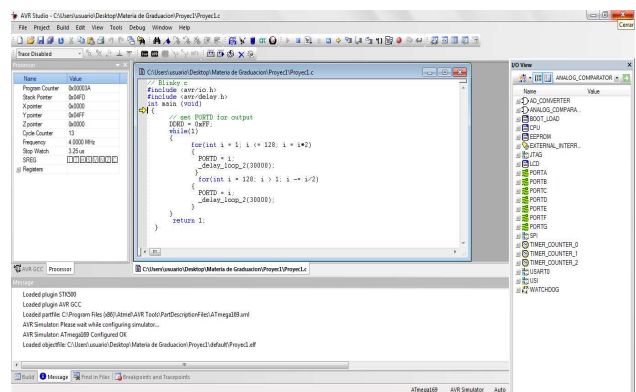 AVR Studio - C:\Users\usuario\Desktop\Materia de Graduacion\Proyec1\Proyec1.c
File Project Build Edit View Tools Debug Window Help
Cerrar
Trace Disabled
Processor
Name Value
Program Counter 0x00003A
Stack Pointer 0x04FD
X pointer 0x0000
Y pointer 0x04FF
Z pointer 0x0000
Cycle Counter 13
Frequency 4.0000 MHz
Stop Watch 3.25 us
SREG
Registers
AVR GCC Processor
C:\Users\usuario\Desktop\Materia de Graduacion\Proyec1\Proyec1.c
// Blinky.c
#include <avr/io.h>
#include <avr/delay.h>
int main (void)
{
// set PORTD for output
DDRD = 0xFF;
while(1)
{
for(int i = 1; i <= 128; i = i*2)
{
PORTD = i;
_delay_loop_2(30000);
}
for(int i = 128; i > 1; i -= i/2)
{
PORTD = i;
_delay_loop_2(30000);
}
}
return 1;
}
C:\Users\usuario\Desktop\Materia de Graduacion\Proyec1\Proyec1.c
I/O View
ANALOG_COMPARATOR
Name Value
AD_CONVERTER
ANALOG_COMPARA...
BOOT_LOAD
CPU
EEPROM
EXTERNAL_INTERR...
JTAG
LCD
PORTA
PORTB
PORTC
PORTD
PORTE
PORTF
PORTG
SPI
TIMER_COUNTER_0
TIMER_COUNTER_1
TIMER_COUNTER_2
USART0
USI
WATCHDOG
Message
Loaded plugin STK500
Loaded plugin AVR GCC
Loaded partfile: C:\Program Files (x86)\Atmel\AVR Tools\PartDescriptionFiles\ATmega169.xml
AVR Simulator: Please wait while configuring simulator...
AVR Simulator: ATmega169 Configured OK
Loaded objectfile: C:\Users\usuario\Desktop\Materia de Graduacion\Proyec1\default\Proyec1.elf
Build Message Find in Files Breakpoints and Tracepoints
ATmega169 AVR Simulator Auto